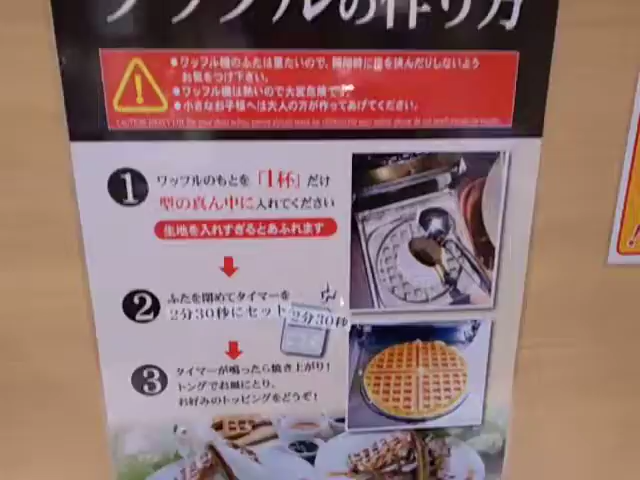 ワッフルの作り方
●ワッフル機のふたは重たいので、開閉時に指を挟んだりしないよう
お気をつけ下さい。
●ワッフル機は熱いので大変危険です。
●小さなお子様へは大人の方が作ってあげてください。
1 ワッフルのもとを「1杯」だけ
型の真ん中に入れてください
生地を入れすぎるとあふれます
2 ふたを閉めてタイマーを
2分30秒にセット
2分30秒
3 タイマーが鳴ったら焼き上がり!
トングでお皿にとり、
お好みのトッピングをどうぞ!